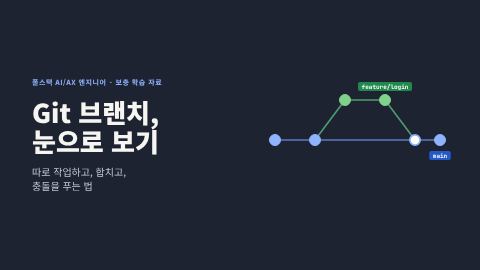 풀스택 AI/AX 엔지니어 · 보충 학습 자료
Git 브랜치,
눈으로 보기
따로 작업하고, 합치고,
충돌을 푸는 법
feature/login
main